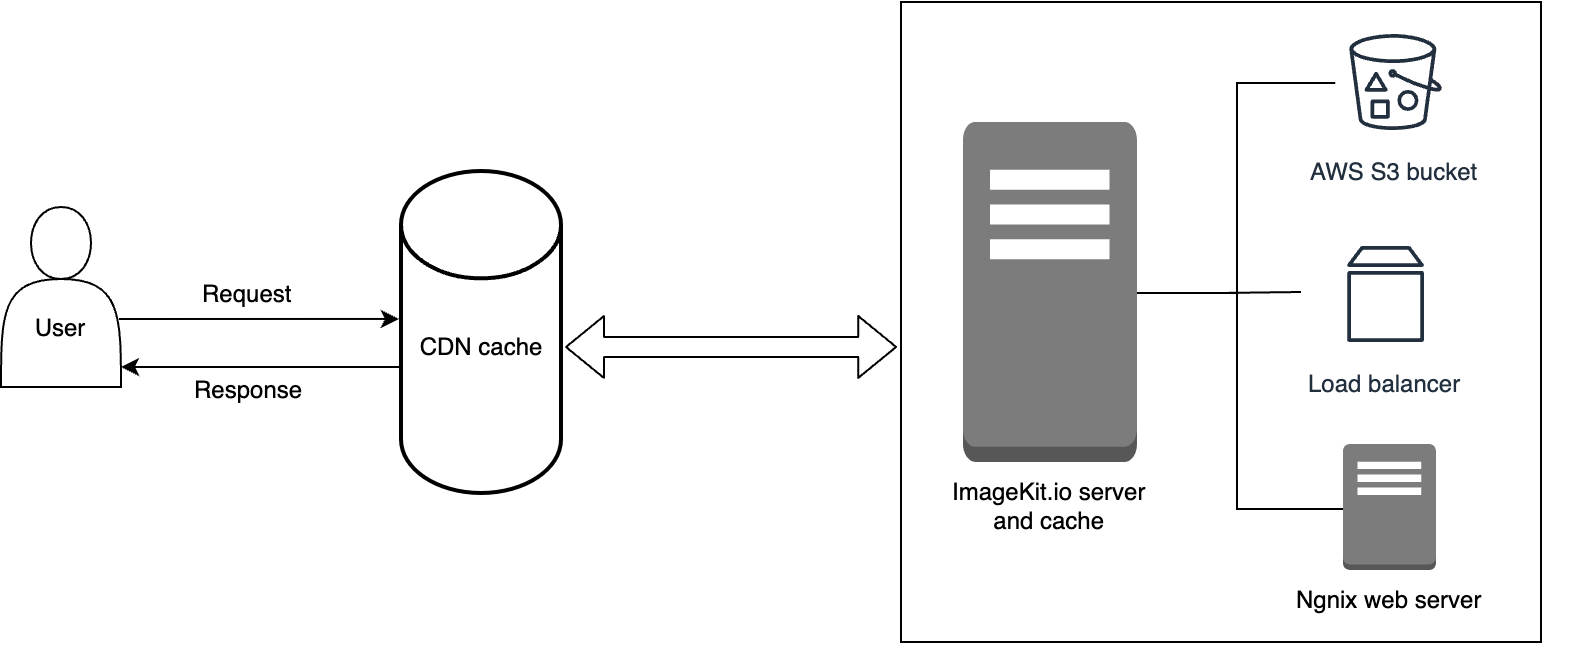 User
Request
Response
CDN cache
ImageKit.io server
and cache
AWS S3 bucket
Load balancer
Ngnix web server